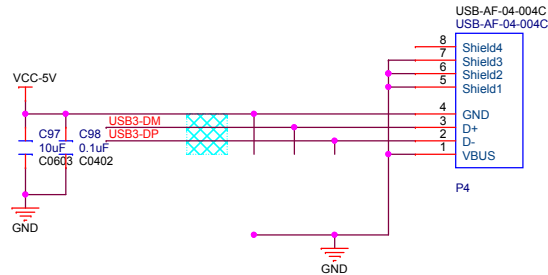 USB-AF-04-004C
USB-AF-04-004C
8 Shield4
7 Shield3
6 Shield2
5 Shield1
VCC-5V
4 GND
USB3-DM 3 D+
USB3-DP 2 D-
1 VBUS
C97 C98
10uF 0.1uF
C0603 C0402
P4
GND
GND